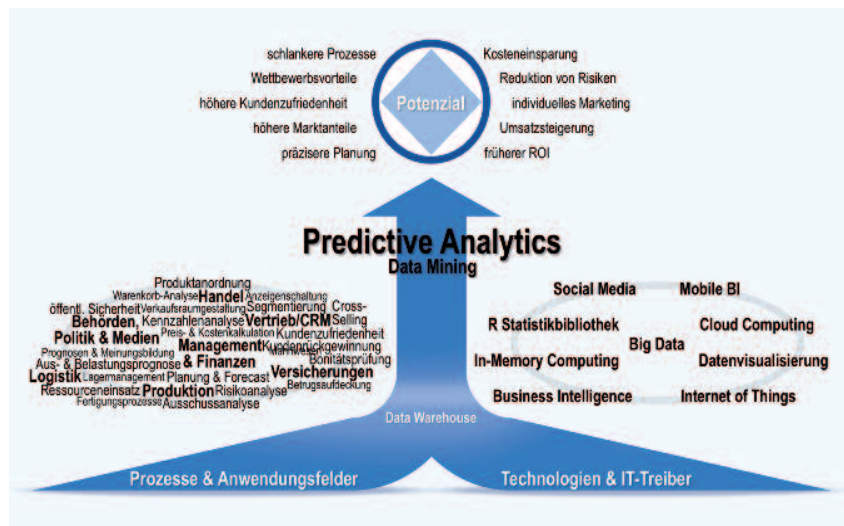 schlankere Prozesse
Wettbewerbsvorteile
höhere Kundenzufriedenheit
höhere Marktanteile
präzisere Planung
Potenzial
Kosteneinsparung
Reduktion von Risiken
individuelles Marketing
Umsatzsteigerung
früherer ROI
Predictive Analytics
Data Mining
Produktanordnung
Warenkorb-Analyse Handel Anzeigenschaltung
öffentl. Sicherheit Verkaufsraumgestaltung Segmentierung Cross-
Behörden, Kennzahlenanalyse Vertrieb/CRM Selling
Politik & Medien Preis- & Kostenkalkulation Kundenzufriedenheit
Management Kundenrückgewinnung
Prognosen & Meinungsbildung
Aus- & Belastungsprognose & Finanzen Bonitätsprüfung
Logistik Lagermanagement Planung & Forecast Versicherungen
Ressourceneinsatz Produktion Risikoanalyse Betrugsaufdeckung
Fertigungsprozesse Ausschussanalyse
Social Media
Mobile BI
R Statistikbibliothek
Cloud Computing
Big Data
In-Memory Computing
Datenvisualisierung
Business Intelligence
Internet of Things
Data Warehouse
Prozesse & Anwendungsfelder
Technologien & IT-Treiber